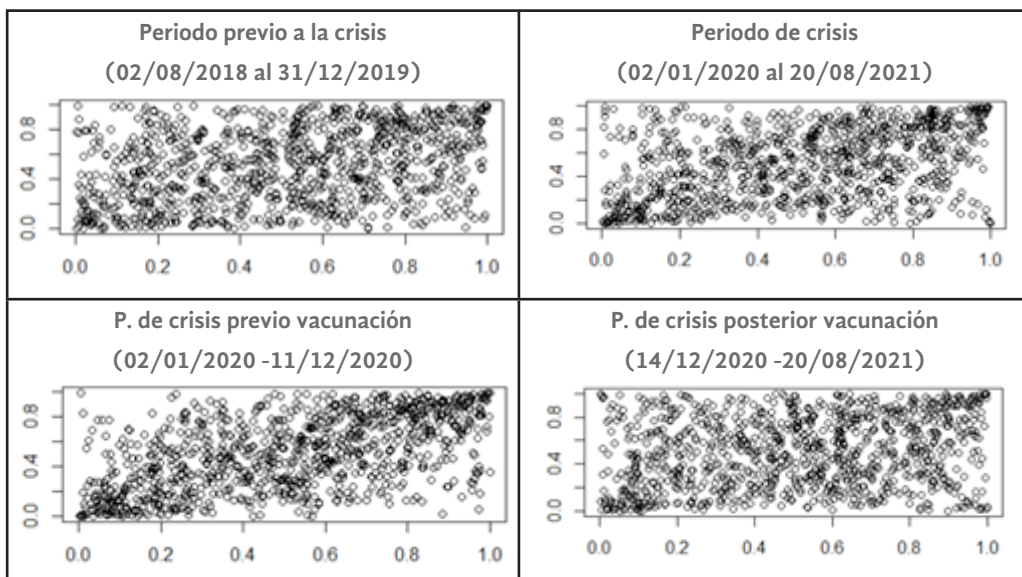 Periodo previo a la crisis
(02/08/2018 al 31/12/2019)
0.0 0.4 0.8
0.0 0.2 0.4 0.6 0.8 1.0
Periodo de crisis
(02/01/2020 al 20/08/2021)
0.0 0.4 0.8
0.0 0.2 0.4 0.6 0.8 1.0
P. de crisis previo vacunación
(02/01/2020 -11/12/2020)
0.0 0.4 0.8
0.0 0.2 0.4 0.6 0.8 1.0
P. de crisis posterior vacunación
(14/12/2020 -20/08/2021)
0.0 0.4 0.8
0.0 0.2 0.4 0.6 0.8 1.0